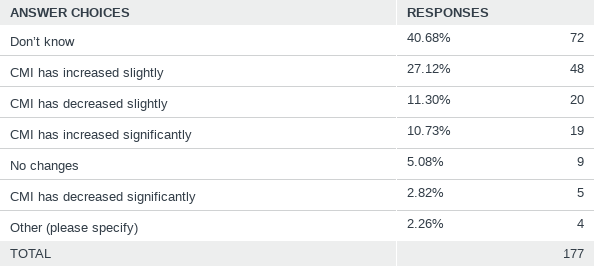 ANSWER CHOICES RESPONSES
Don’t know 40.68% 72
CMI has increased slightly 27.12% 48
CMI has decreased slightly 11.30% 20
CMI has increased significantly 10.73% 19
No changes 5.08% 9
CMI has decreased significantly 2.82% 5
Other (please specify) 2.26% 4
TOTAL 177